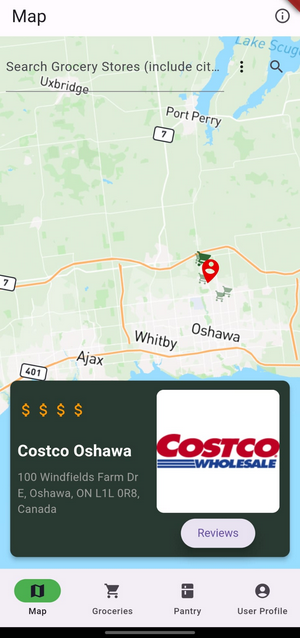 Map
Lake Scugo
Search Grocery Stores (include cit...
Uxbridge
Port Perry
7
7
Oshawa
Whitby
Ajax
401
$ $ $ $
Costco Oshawa
100 Windfields Farm Dr
E, Oshawa, ON L1L 0R8,
Canada
COSTCO
WHOLESALE
Reviews
Map
Groceries
Pantry
User Profile